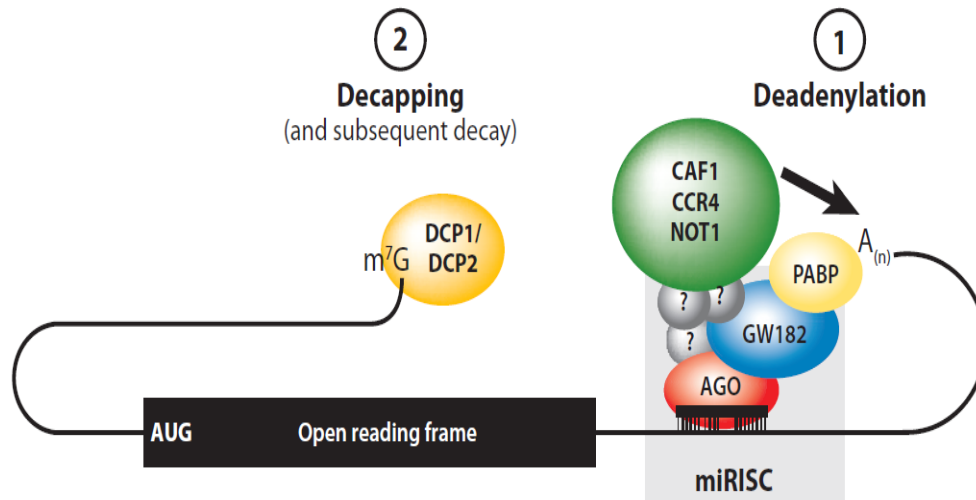 2
Decapping
(and subsequent decay)
1
Deadenylation
CAF1
CCR4
NOT1
m⁷G
DCP1/
DCP2
A(n)
PABP
?
?
?
GW182
AGO
AUG
Open reading frame
miRISC